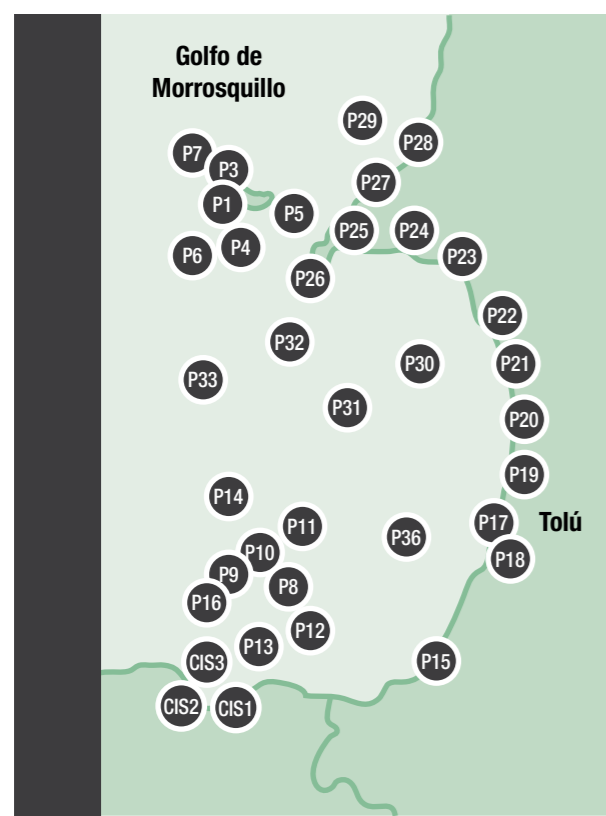 Golfo de
Morrosquillo
P29
P28
P7
P3
P27
P1
P5
P25
P24
P4
P6
P23
P26
P22
P32
P30
P21
P33
P31
P20
P19
P14
P11
P17
Tolú
P36
P10
P18
P9
P8
P16
P12
P13
CIS3
P15
CIS2
CIS1